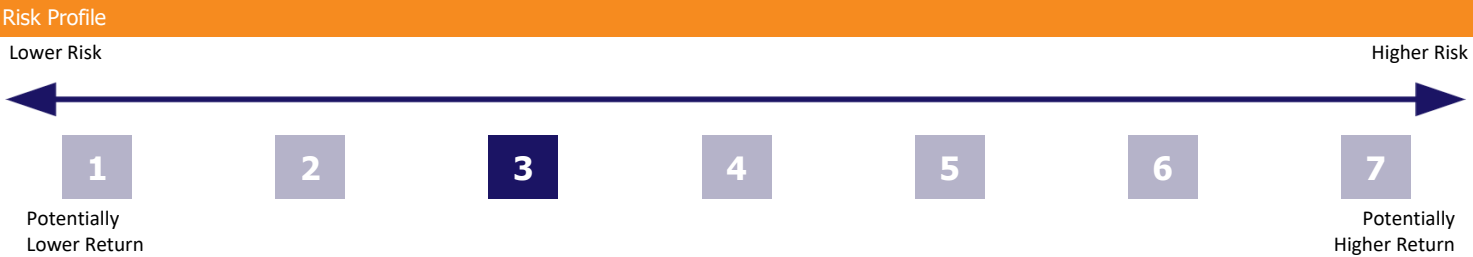 Risk Profile
Lower Risk
Higher Risk
1 2 3 4 5 6 7
Potentially
Lower Return
Potentially
Higher Return